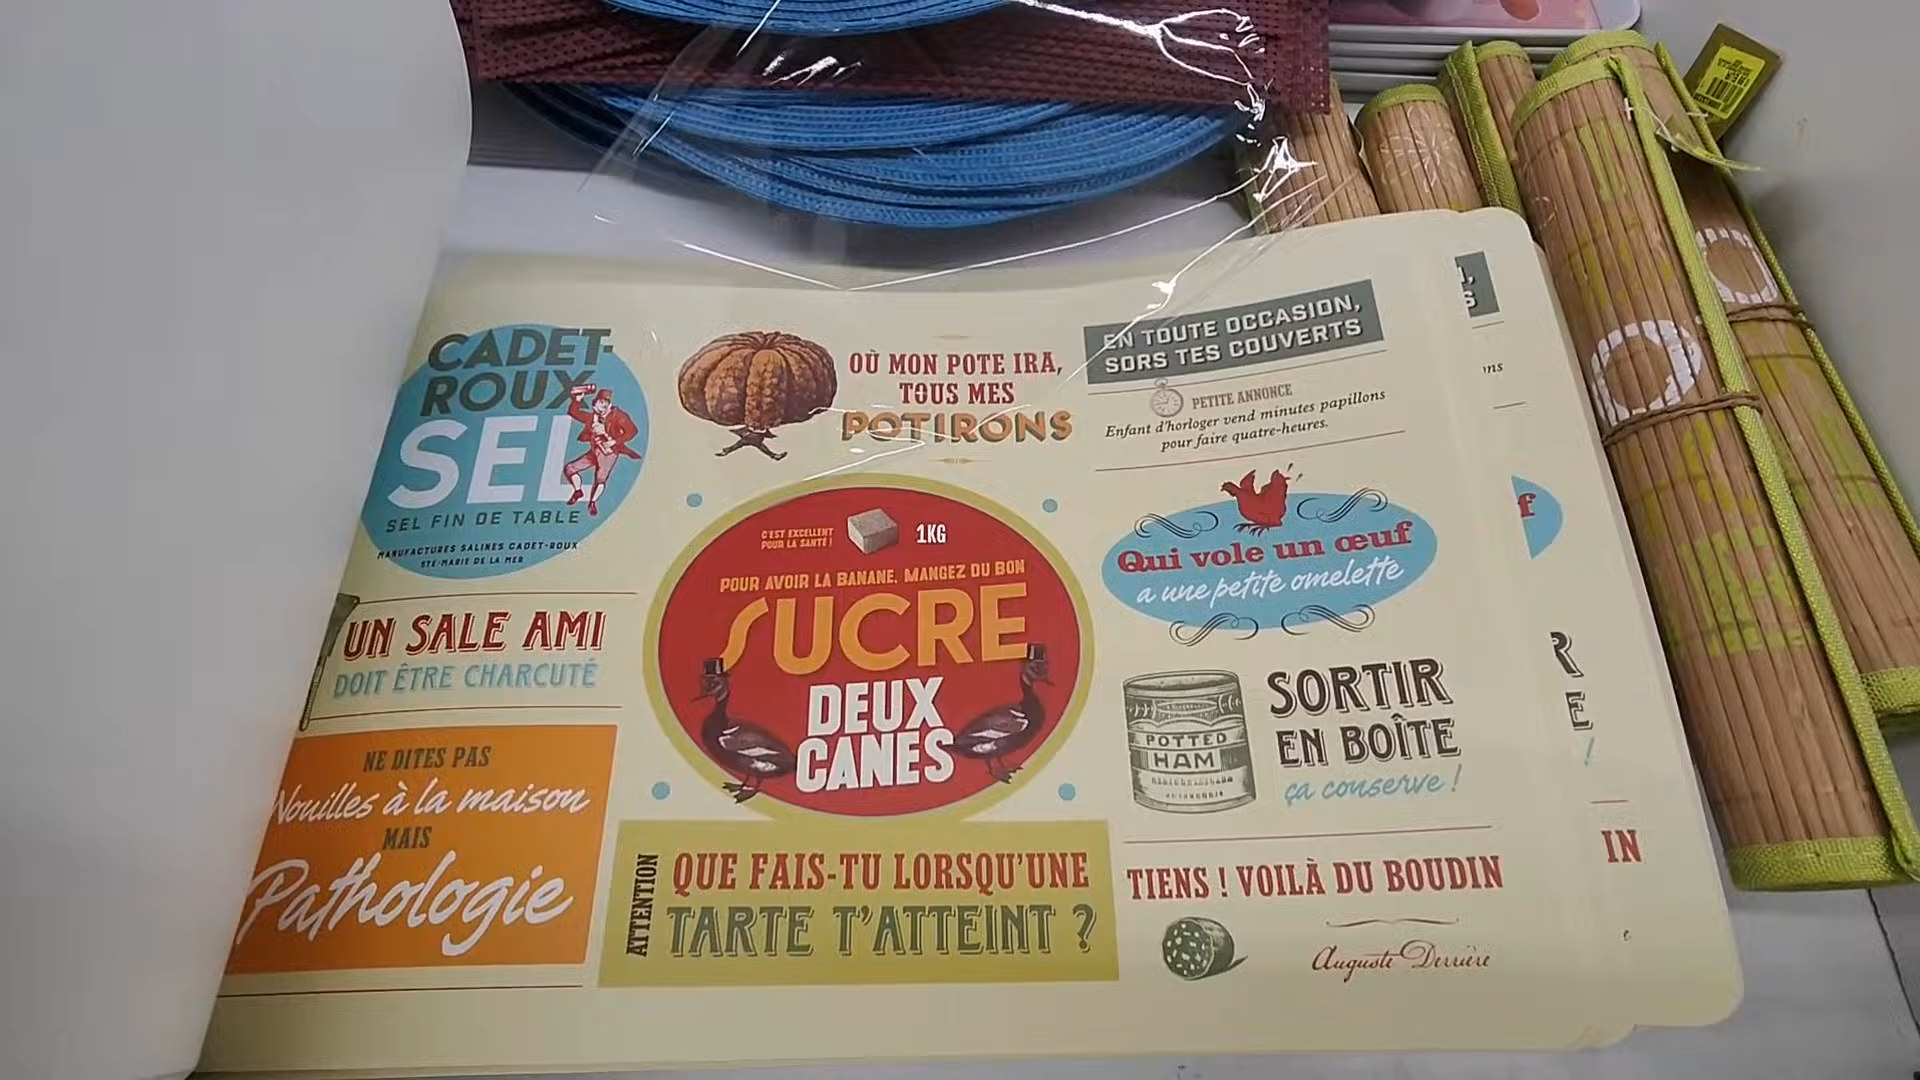 CADET-
ROUX
SEL
SEL FIN DE TABLE
MANUFACTURES SALINES CADET-ROUX
STE-MARIE DE LA MER
OÙ MON POTE IRA,
TOUS MES
POTIRONS
EN TOUTE OCCASION,
SORS TES COUVERTS
PETITE ANNONCE
Enfant d'horloger vend minutes papillons
pour faire quatre-heures.
UN SALE AMI
DOIT ÊTRE CHARCUTÉ
C'EST EXCELLENT
POUR LA SANTÉ !
1KG
POUR AVOIR LA BANANE, MANGEZ DU BON
SUCRE
DEUX
CANES
Qui vole un œuf
a une petite omelette
POTTED
HAM
SORTIR
EN BOÎTE
ça conserve !
NE DITES PAS
Nouilles à la maison
MAIS
Pathologie
ATTENTION
QUE FAIS-TU LORSQU'UNE
TARTE T'ATTEINT ?
TIENS ! VOILÀ DU BOUDIN
Auguste Derrière
S
ns
f
R
E
!
IN
e